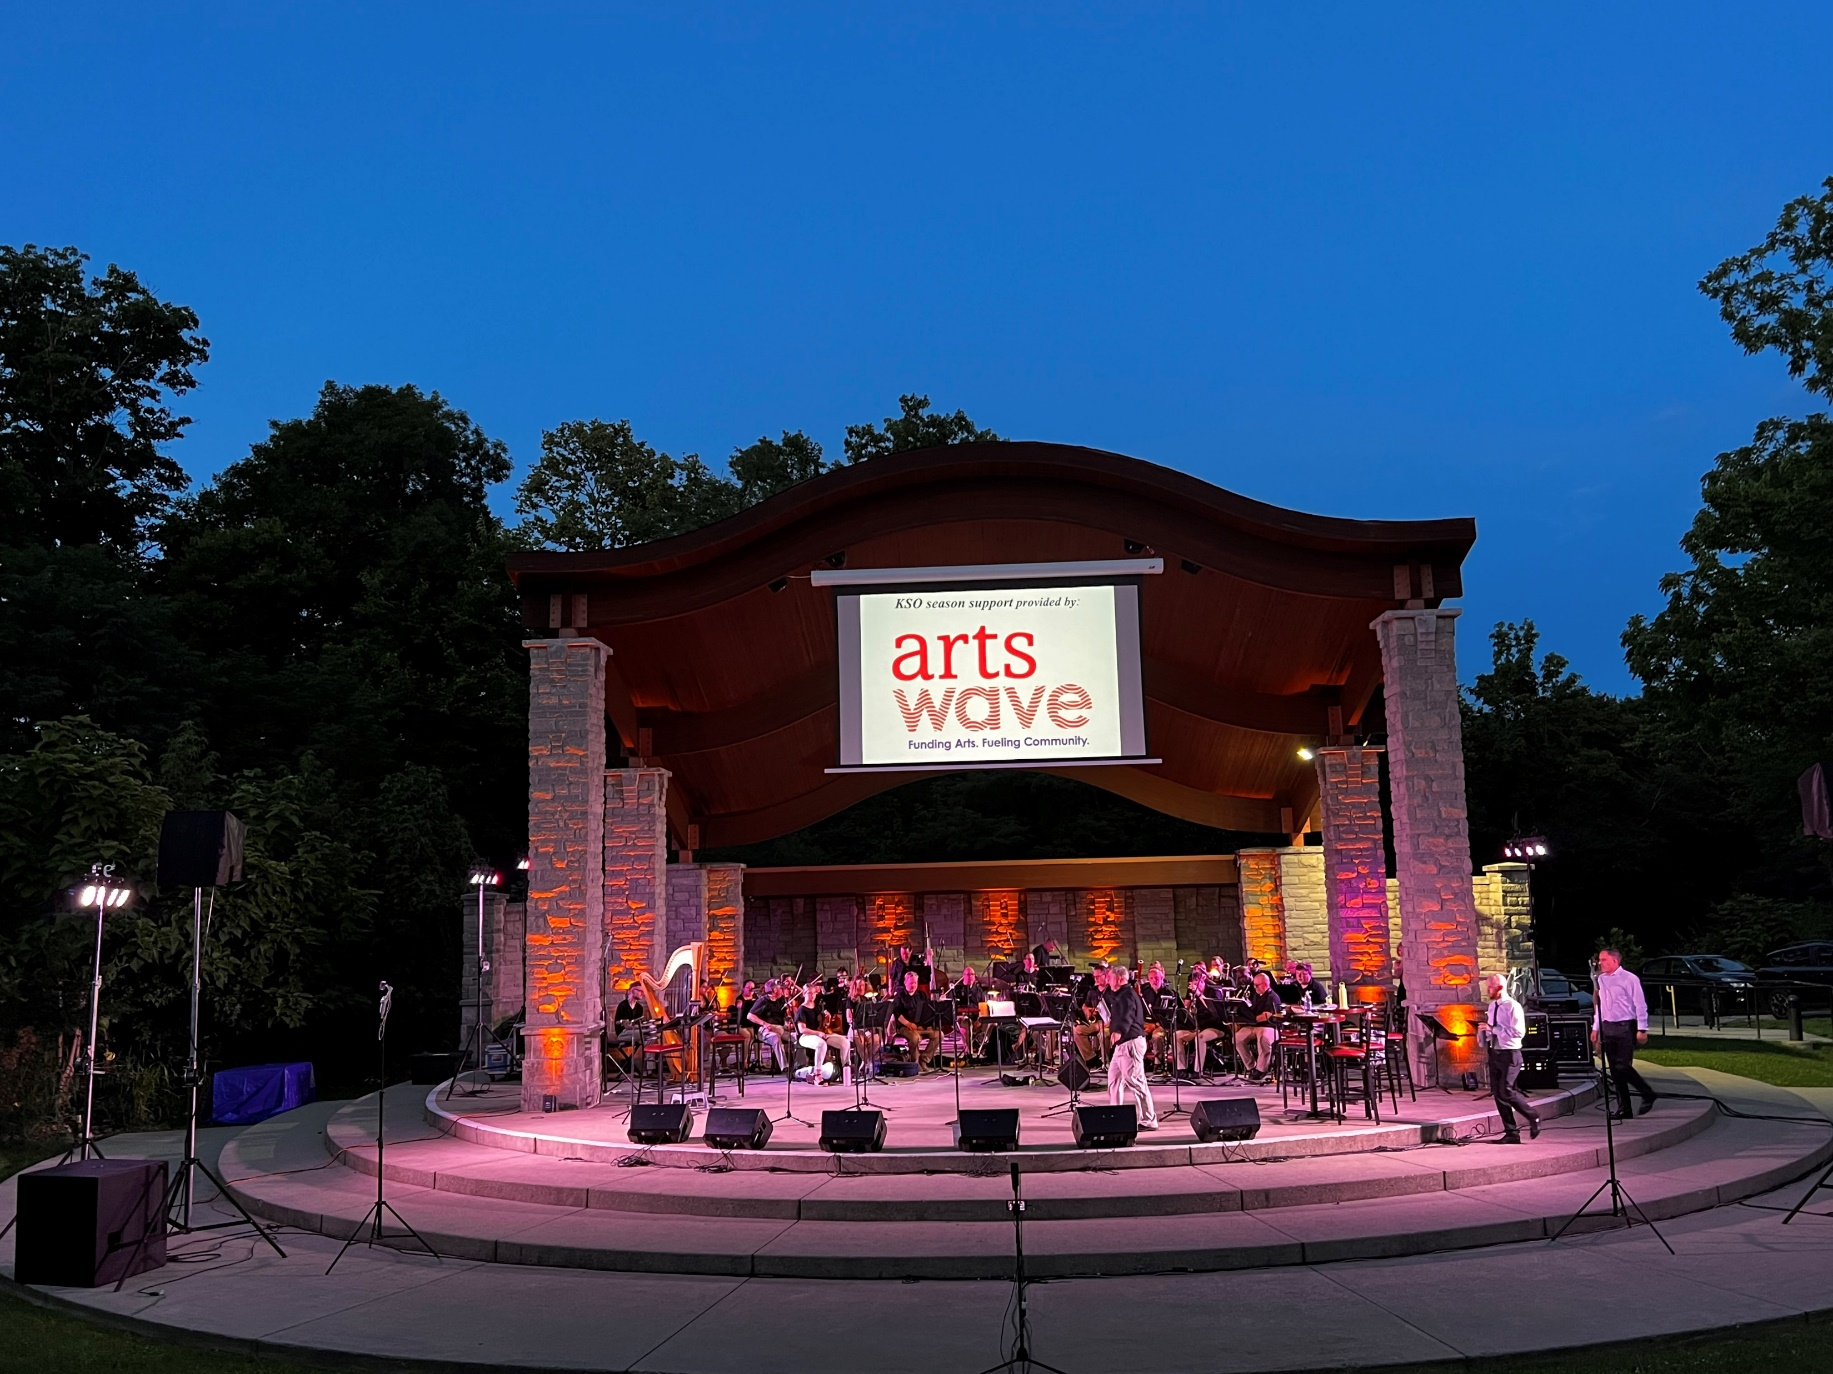 KSO season support provided by:
arts
wave
Funding Arts. Fueling Community.